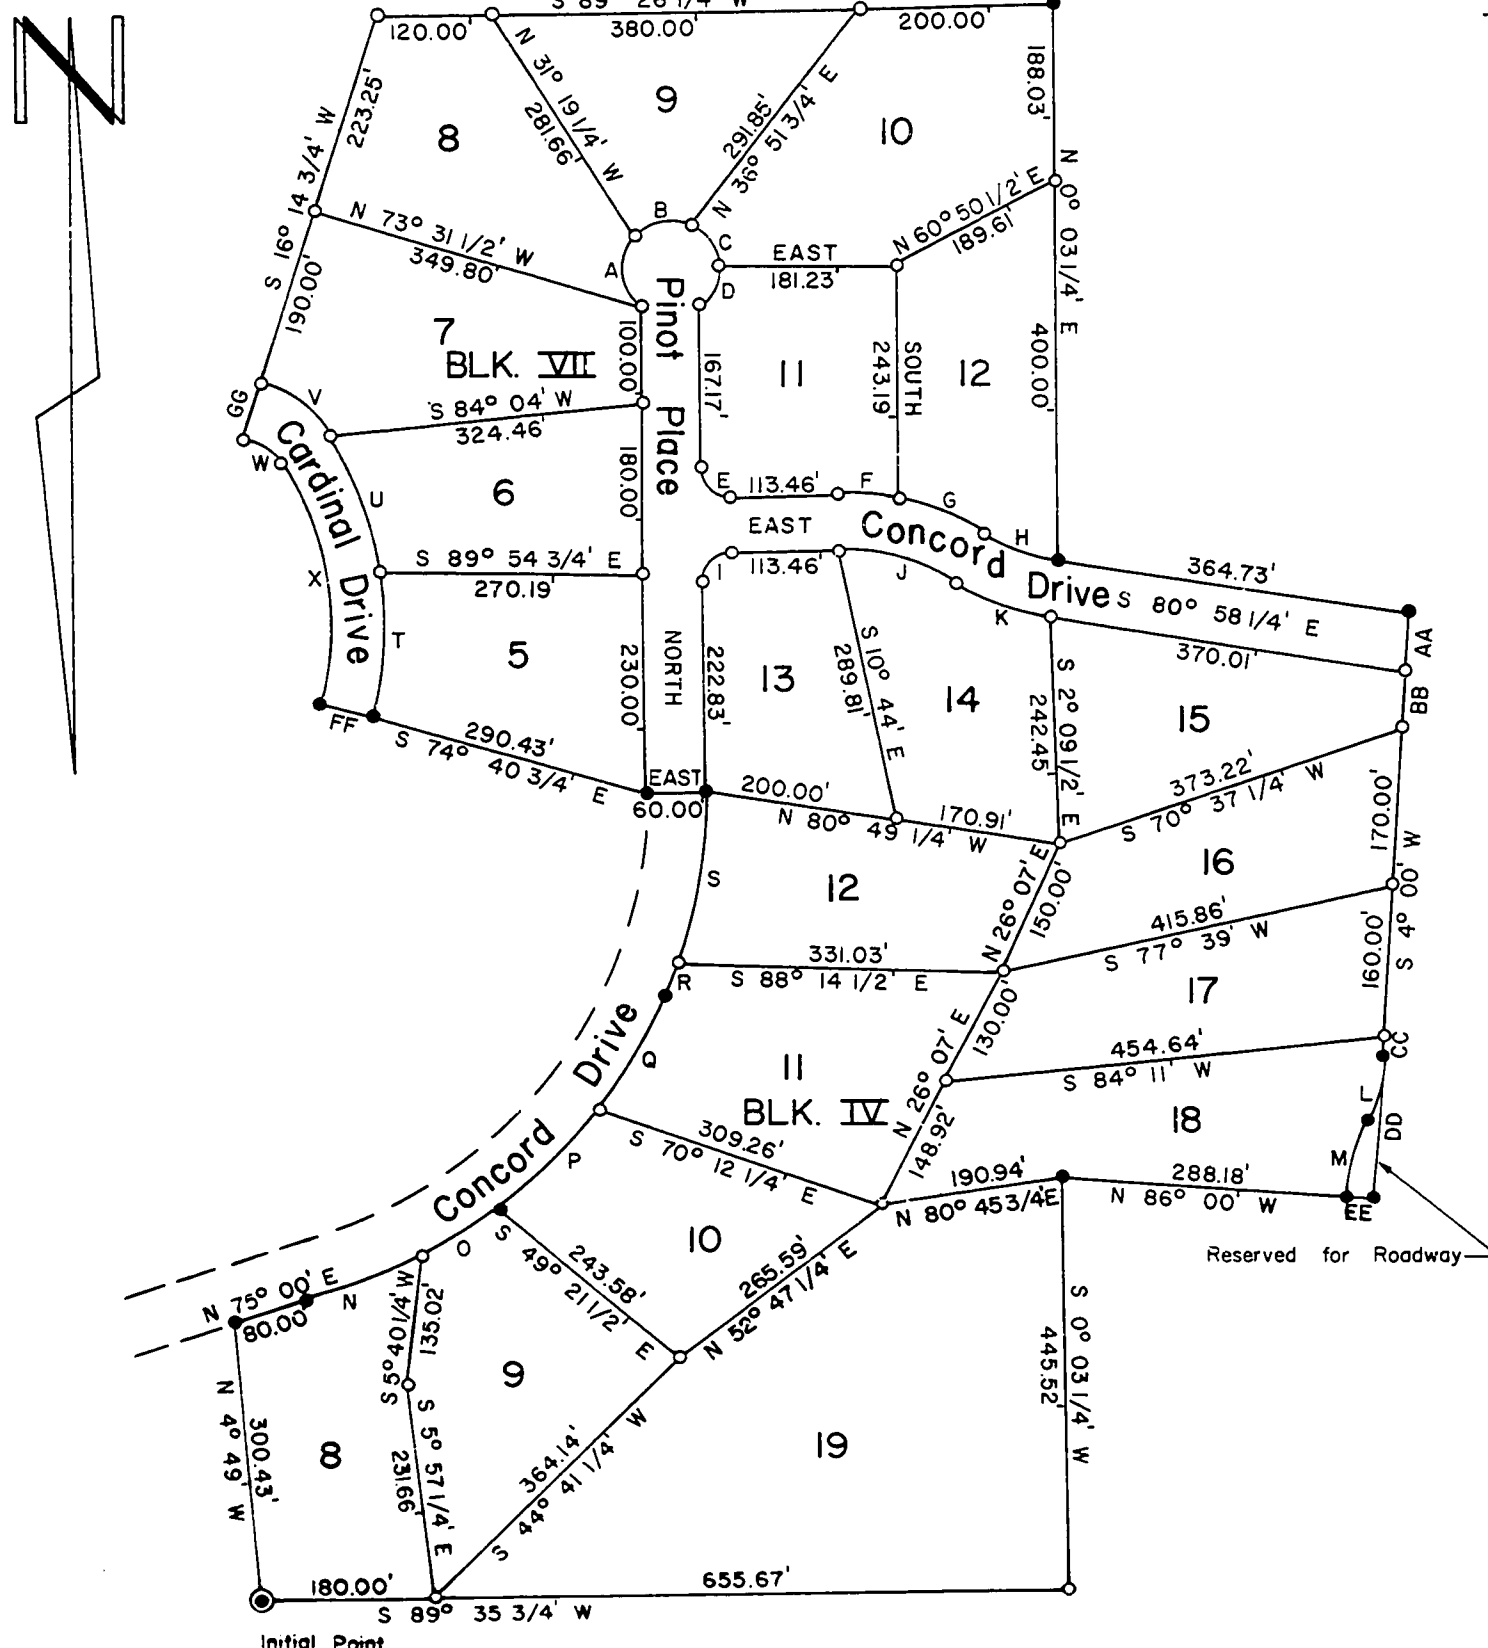 S 89° 26 1/4' W
120.00'
380.00'
200.00'
223.25'
S 16° 14 3/4' W
190.00'
8
N 31° 19 1/4' W
281.66'
9
291.85'
N 36° 51 3/4' E
10
188.03'
N 0° 03 1/4' E
400.00'
N 60° 50 1/2' E
189.61'
N 73° 31 1/2' W
349.80'
A
B
C
D
EAST
181.23'
Pinot Place
7
BLK. VII
100.00'
167.17'
11
SOUTH
243.19'
12
GG
V
W
S 84° 04' W
324.46'
Cardinal Drive
U
6
180.00'
E
113.46'
F
G
H
EAST
Concord Drive
364.73'
S 80° 58 1/4' E
370.01'
AA
BB
X
T
S 89° 54 3/4' E
270.19'
I
113.46'
J
K
5
230.00'
NORTH
222.83'
13
S 10° 44' E
289.81'
14
S 2° 09 1/2' E
242.45'
15
FF
290.43'
S 74° 40 3/4' E
EAST
60.00'
200.00'
170.91'
N 80° 49 1/4' W
373.22'
S 70° 37 1/4' W
170.00'
S 4° 00' W
160.00'
S
12
N 26° 07' E
150.00'
16
415.86'
S 77° 39' W
331.03'
S 88° 14 1/2' E
R
17
N 26° 07' E
130.00'
454.64'
S 84° 11' W
CC
Concord Drive
Q
11
BLK. IV
N 26° 07' E
148.92'
18
L
DD
M
EE
309.26'
S 70° 12 1/4' E
P
190.94'
N 80° 45 3/4' E
288.18'
N 86° 00' W
Reserved for Roadway
10
O
243.58'
S 49° 21 1/2' E
265.59'
N 52° 47 1/4' E
N 75° 00' E
80.00'
N
S 5° 40 1/4' W
135.02'
S 0° 03 1/4' W
445.52'
N 4° 49' W
300.43'
8
S 5° 57 1/4' E
231.66'
9
364.14'
S 44° 41 1/4' W
19
180.00'
655.67'
S 89° 35 3/4' W
Initial Point